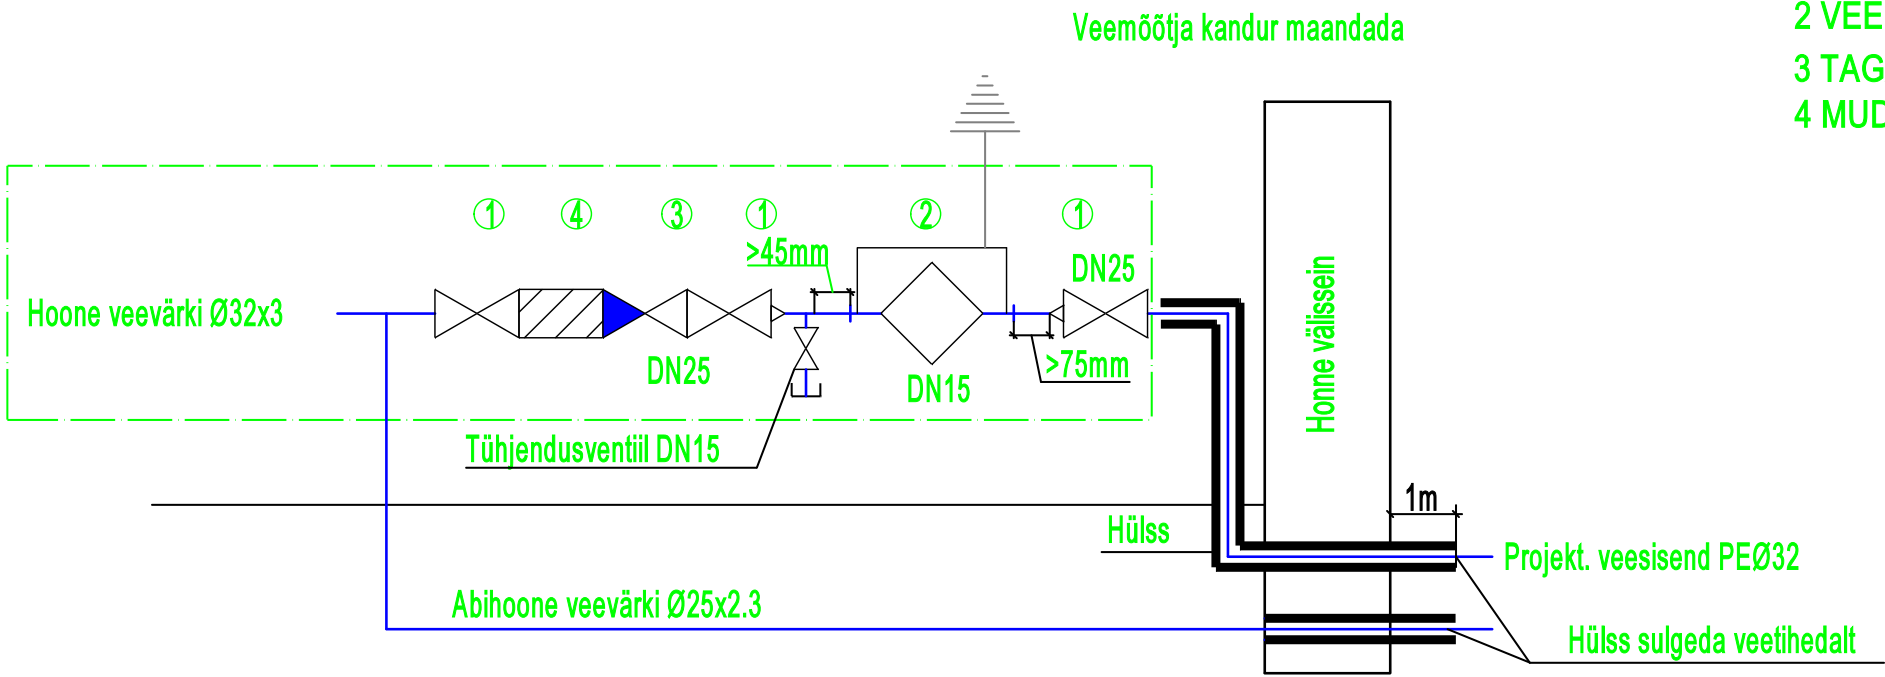 Veemõõtja kandur maandada
2 VEE
3 TAG
4 MUD
1
4
3
1
2
1
>45mm
DN25
Hoone veevärki Ø32x3
Honne välissein
DN25
DN15
>75mm
Tühjendusventiil DN15
1m
Hülss
Projekt. veesisend PEØ32
Abihoone veevärki Ø25x2.3
Hülss sulgeda veetihedalt